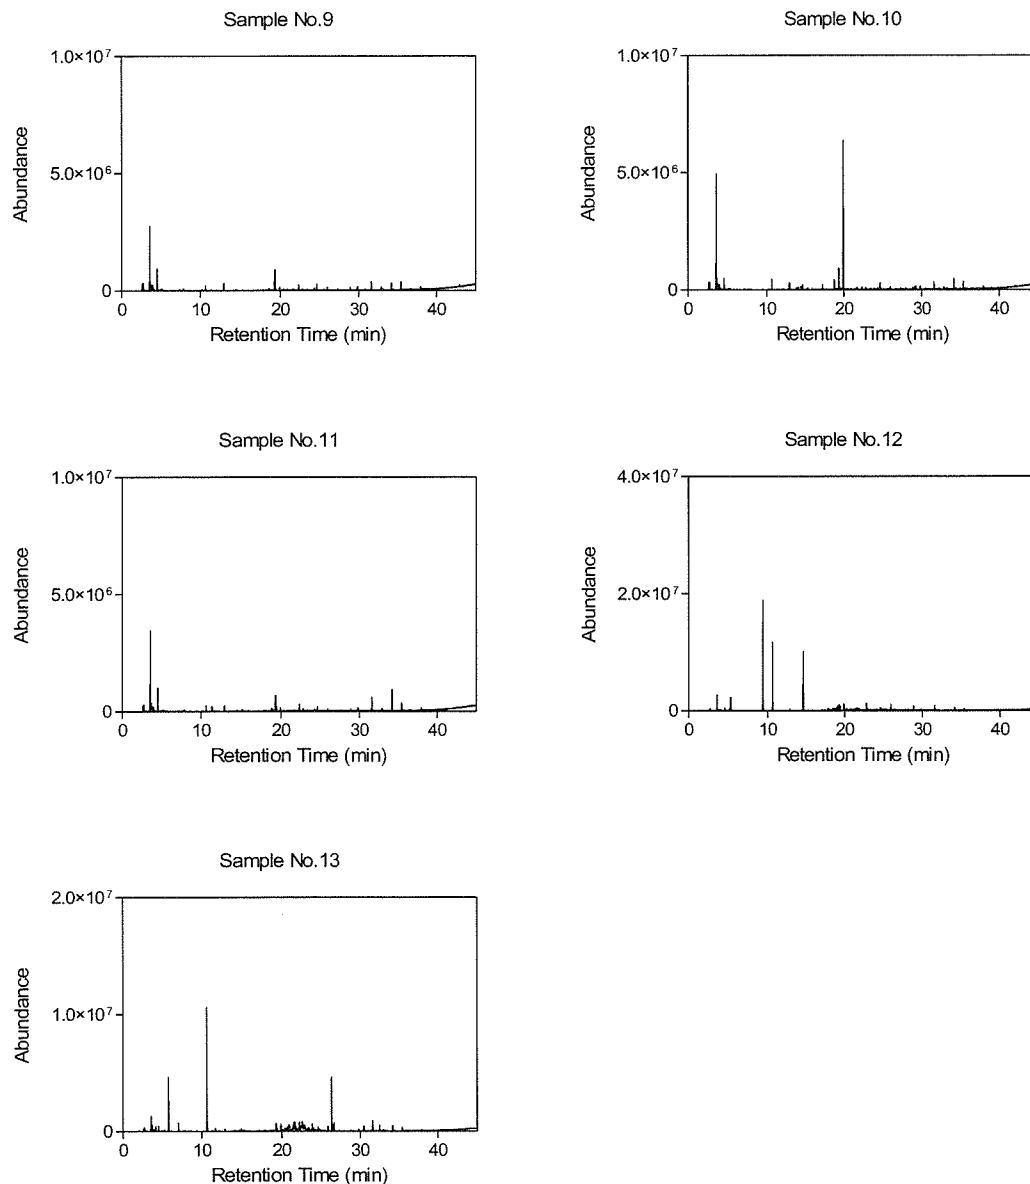 Sample No.9
1.0×10⁷
5.0×10⁶
0
Abundance
0 10 20 30 40
Retention Time (min)
Sample No.10
1.0×10⁷
5.0×10⁶
0
Abundance
0 10 20 30 40
Retention Time (min)
Sample No.11
1.0×10⁷
5.0×10⁶
0
Abundance
0 10 20 30 40
Retention Time (min)
Sample No.12
4.0×10⁷
2.0×10⁷
0
Abundance
0 10 20 30 40
Retention Time (min)
Sample No.13
2.0×10⁷
1.0×10⁷
0
Abundance
0 10 20 30 40
Retention Time (min)